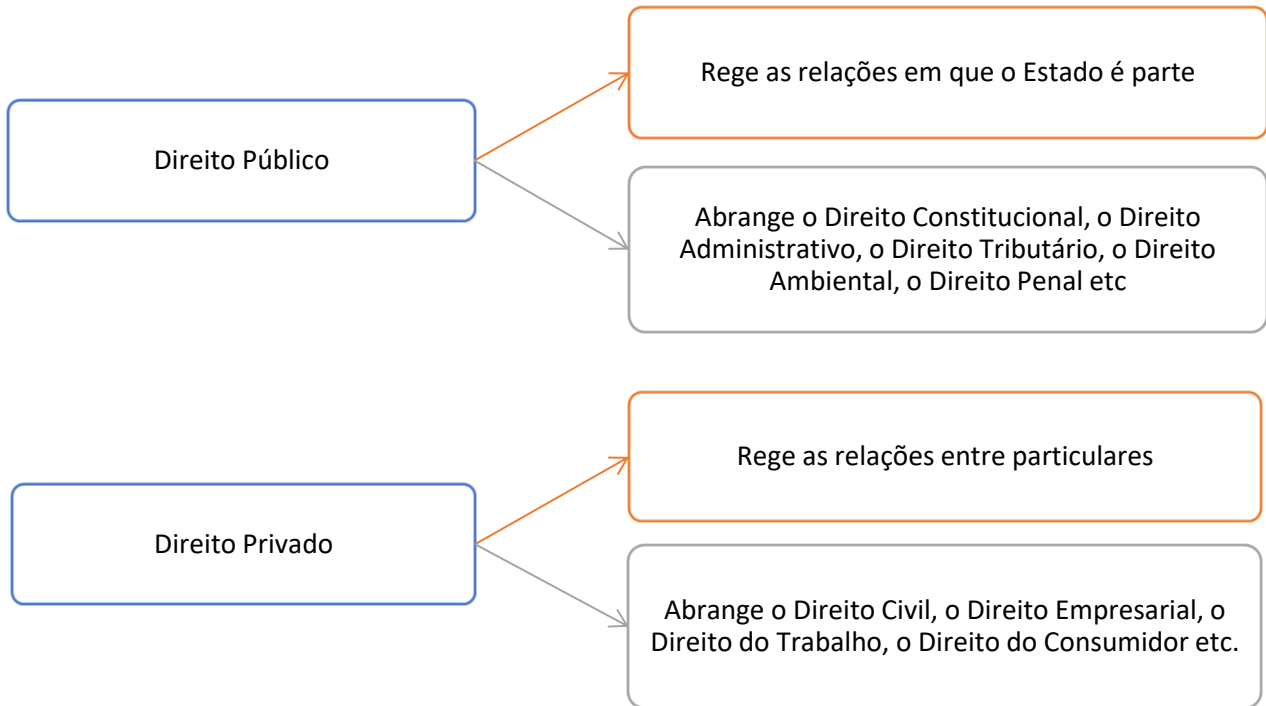 Direito Público
Rege as relações em que o Estado é parte
Abrange o Direito Constitucional, o Direito
Administrativo, o Direito Tributário, o Direito
Ambiental, o Direito Penal etc
Direito Privado
Rege as relações entre particulares
Abrange o Direito Civil, o Direito Empresarial, o
Direito do Trabalho, o Direito do Consumidor etc.